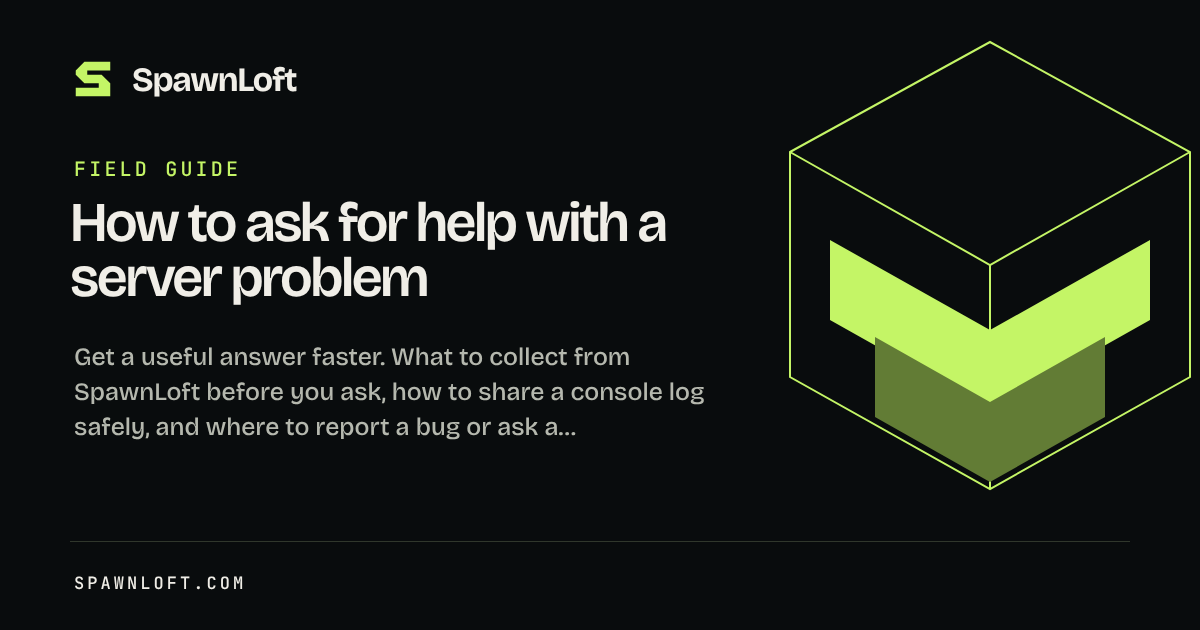 SpawnLoft
FIELD GUIDE
How to ask for help with a
server problem
Get a useful answer faster. What to collect from
SpawnLoft before you ask, how to share a console log
safely, and where to report a bug or ask a...
SPAWNLOFT.COM